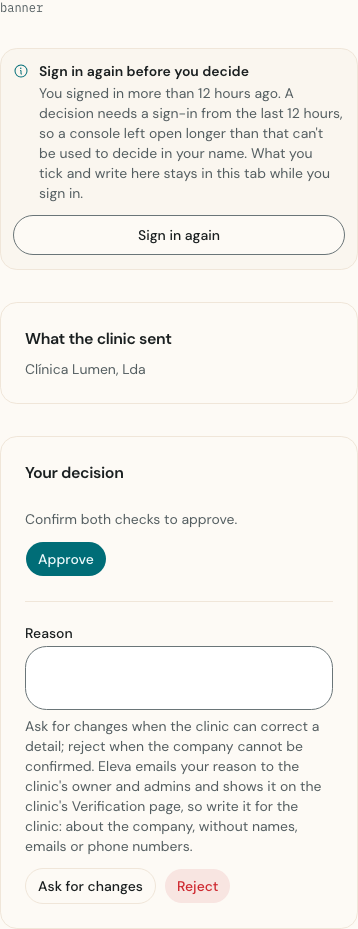 banner
Sign in again before you decide
You signed in more than 12 hours ago. A
decision needs a sign-in from the last 12 hours,
so a console left open longer than that can't
be used to decide in your name. What you
tick and write here stays in this tab while you
sign in.
Sign in again
What the clinic sent
Clínica Lumen, Lda
Your decision
Confirm both checks to approve.
Approve
Reason
Ask for changes when the clinic can correct a
detail; reject when the company cannot be
confirmed. Eleva emails your reason to the
clinic's owner and admins and shows it on the
clinic's Verification page, so write it for the
clinic: about the company, without names,
emails or phone numbers.
Ask for changes
Reject